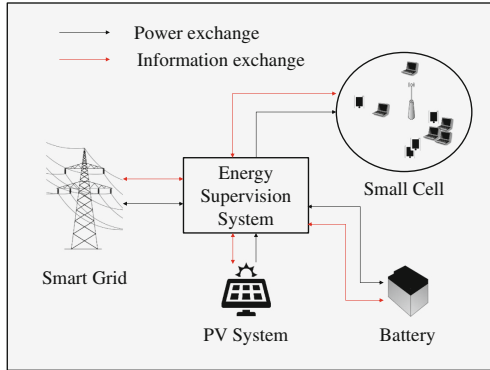 Power exchange
Information exchange
Energy
Supervision
System
Small Cell
Smart Grid
PV System
Battery